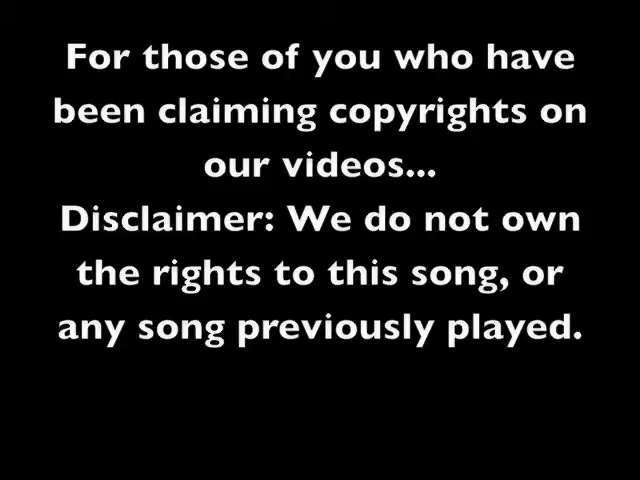 For those of you who have
been claiming copyrights on
our videos...
Disclaimer: We do not own
the rights to this song, or
any song previously played.